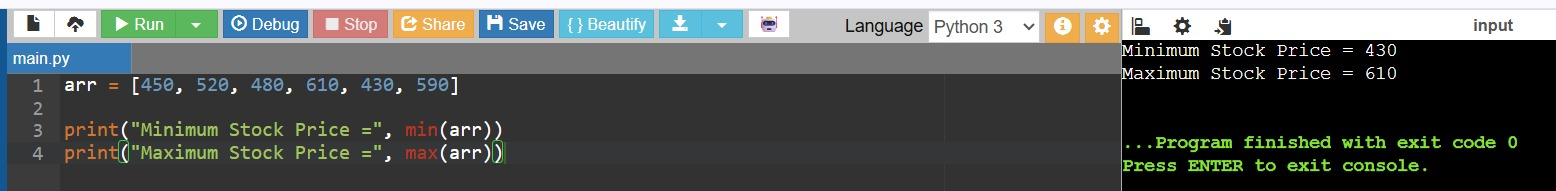 Run Debug Stop Share Save { } Beautify Language Python 3 input
main.py
1 arr = [450, 520, 480, 610, 430, 590]
2
3 print("Minimum Stock Price =", min(arr))
4 print("Maximum Stock Price =", max(arr))
Minimum Stock Price = 430
Maximum Stock Price = 610
...Program finished with exit code 0
Press ENTER to exit console.